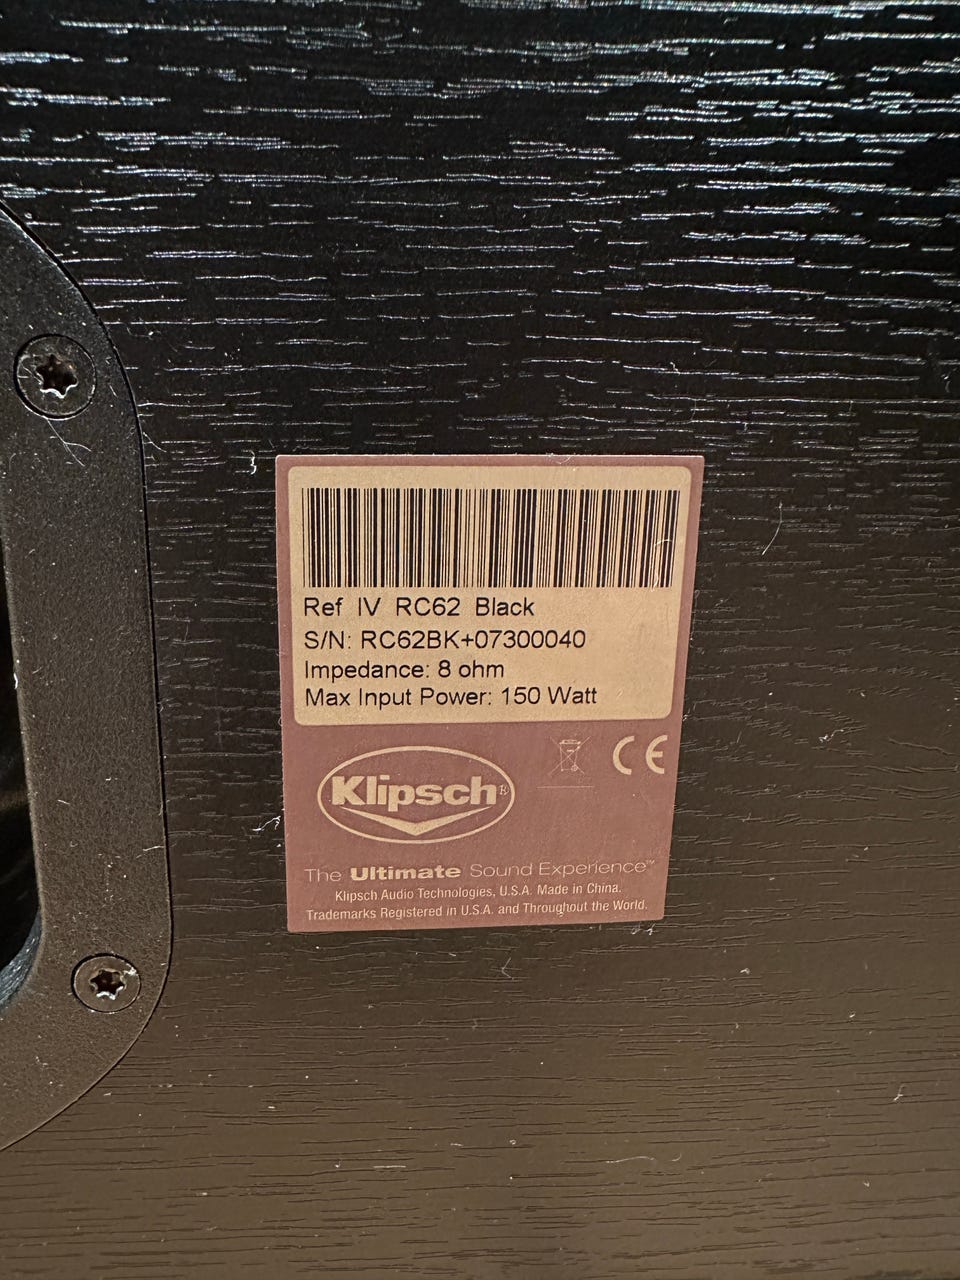 Ref IV RC62 Black
S/N: RC62BK+07300040
Impedance: 8 ohm
Max Input Power: 150 Watt
CE
Klipsch®
The Ultimate Sound Experience™
Klipsch Audio Technologies, U.S.A. Made in China.
Trademarks Registered in U.S.A. and Throughout the World.